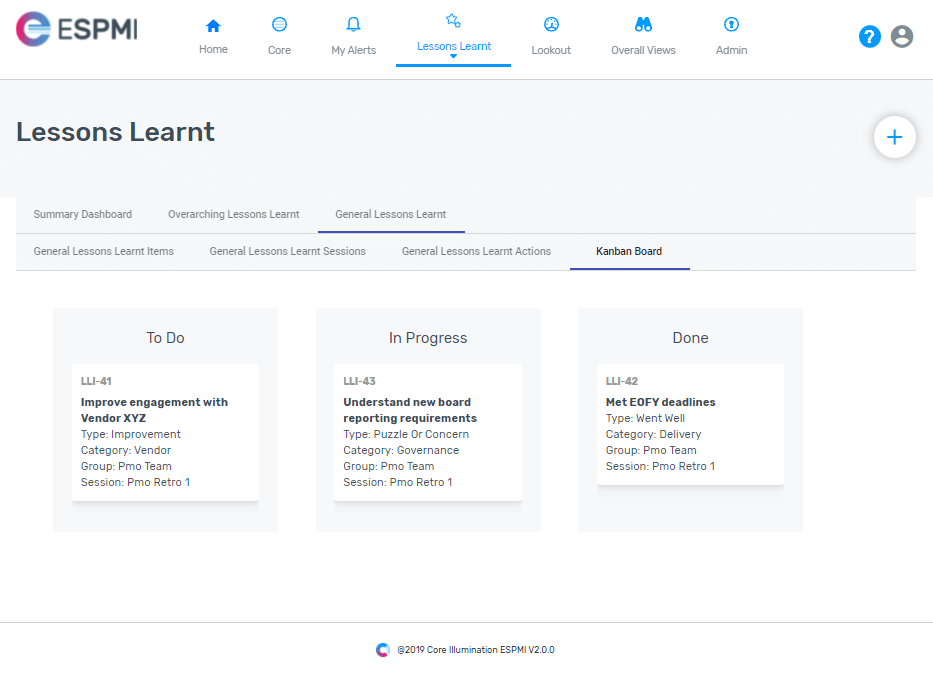 ESPMI
Home
Core
My Alerts
Lessons Learnt
Lookout
Overall Views
Admin
?
Lessons Learnt
+
Summary Dashboard
Overarching Lessons Learnt
General Lessons Learnt
General Lessons Learnt Items
General Lessons Learnt Sessions
General Lessons Learnt Actions
Kanban Board
To Do
LLI-41
Improve engagement with
Vendor XYZ
Type: Improvement
Category: Vendor
Group: Pmo Team
Session: Pmo Retro 1
In Progress
LLI-43
Understand new board
reporting requirements
Type: Puzzle Or Concern
Category: Governance
Group: Pmo Team
Session: Pmo Retro 1
Done
LLI-42
Met EOFY deadlines
Type: Went Well
Category: Delivery
Group: Pmo Team
Session: Pmo Retro 1
@2019 Core Illumination ESPMI V2.0.0